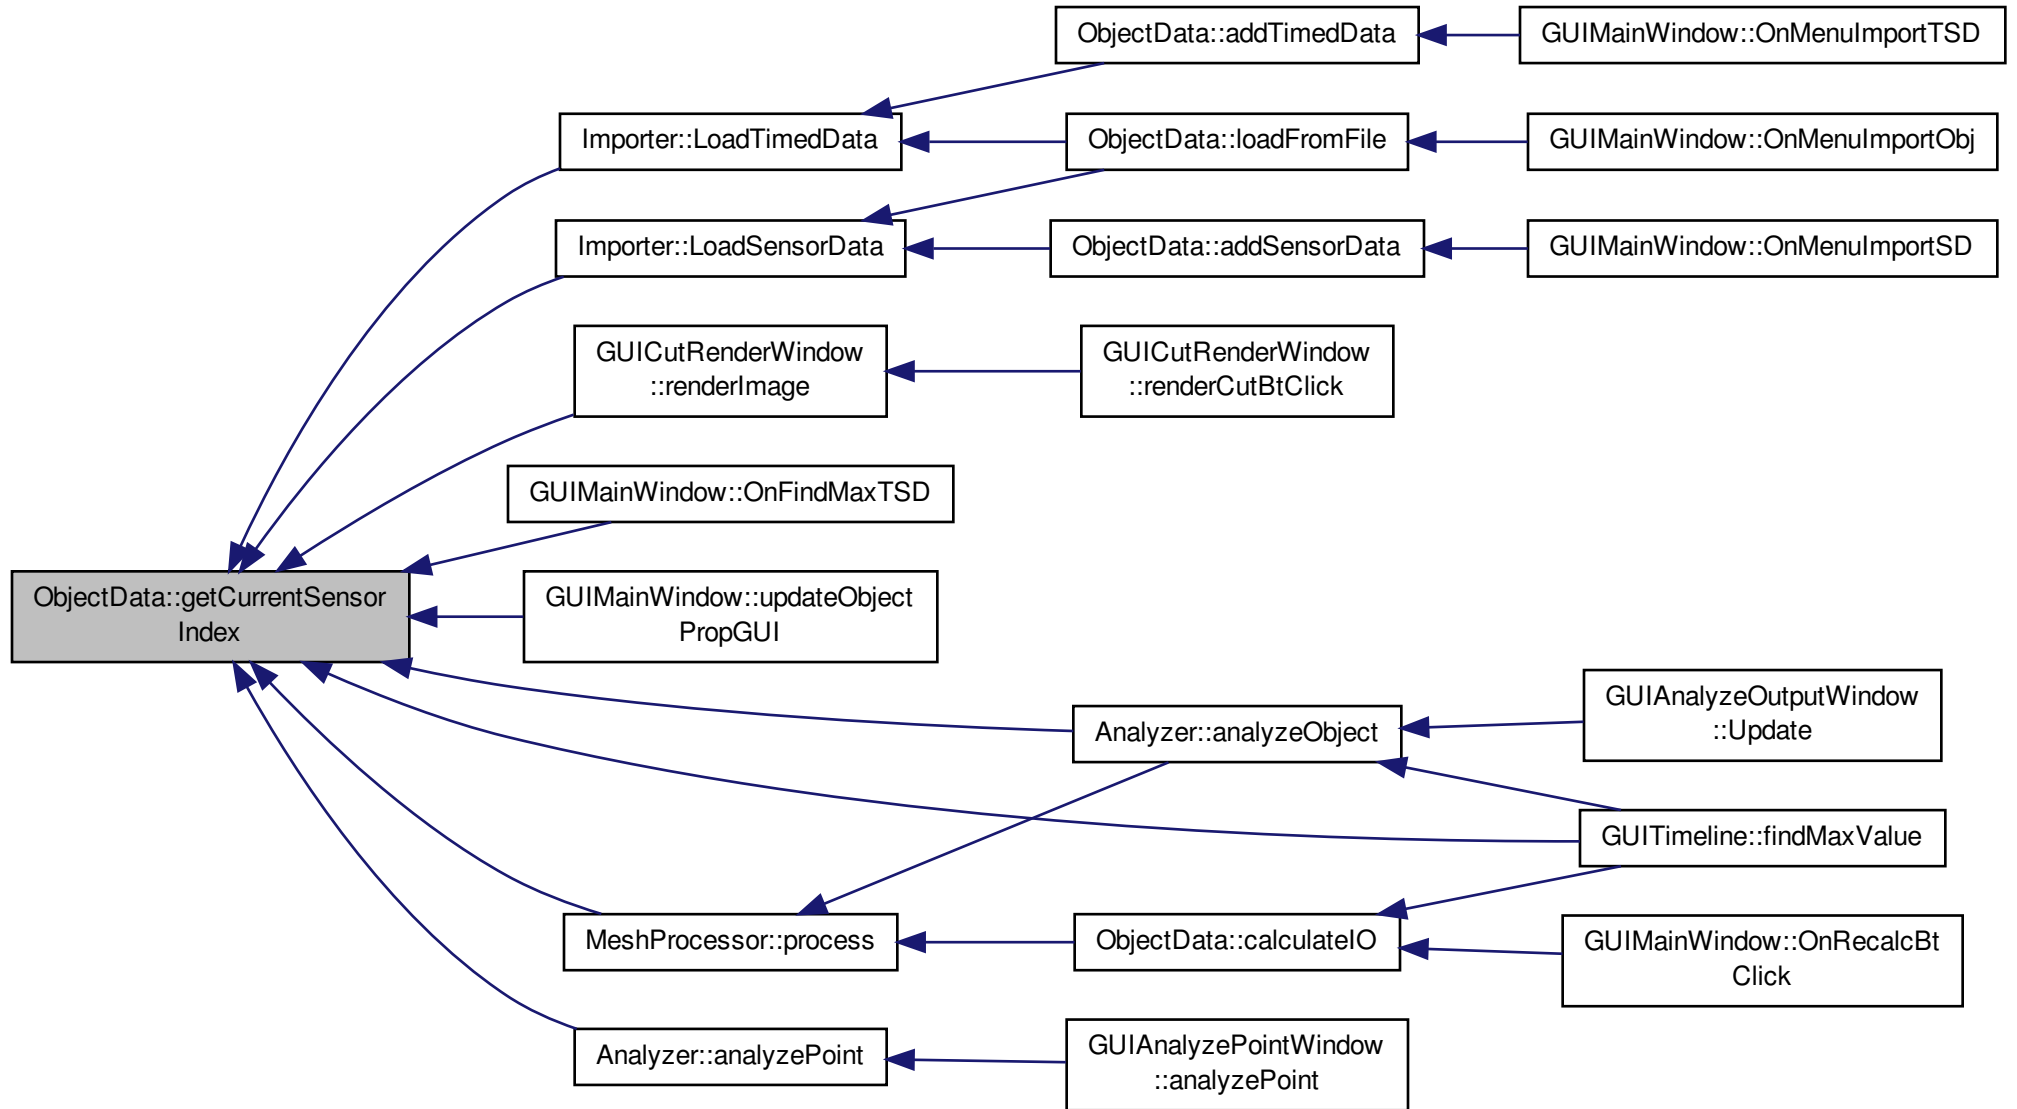 ObjectData::addTimedData
GUIMainWindow::OnMenuImportTSD
Importer::LoadTimedData
ObjectData::loadFromFile
GUIMainWindow::OnMenuImportObj
Importer::LoadSensorData
ObjectData::addSensorData
GUIMainWindow::OnMenuImportSD
GUICutRenderWindow
::renderImage
GUICutRenderWindow
::renderCutBtClick
GUIMainWindow::OnFindMaxTSD
ObjectData::getCurrentSensor
Index
GUIMainWindow::updateObject
PropGUI
Analyzer::analyzeObject
GUIAnalyzeOutputWindow
::Update
GUITimeline::findMaxValue
MeshProcessor::process
ObjectData::calculateIO
GUIMainWindow::OnRecalcBt
Click
Analyzer::analyzePoint
GUIAnalyzePointWindow
::analyzePoint